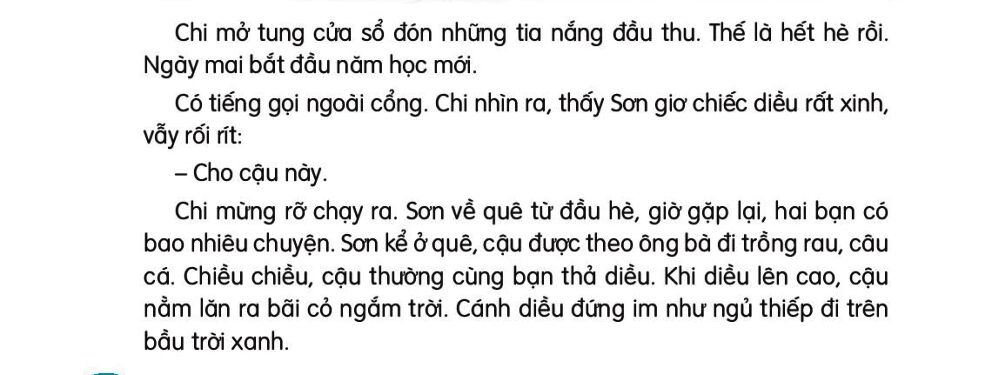 Chi mở tung cửa sổ đón những tia nắng đầu thu. Thế là hết hè rồi.
Ngày mai bắt đầu năm học mới.
Có tiếng gọi ngoài cổng. Chi nhìn ra, thấy Sơn giơ chiếc diều rất xinh,
vẫy rối rít:
– Cho cậu này.
Chi mừng rỡ chạy ra. Sơn về quê từ đầu hè, giờ gặp lại, hai bạn có
bao nhiêu chuyện. Sơn kể ở quê, cậu được theo ông bà đi trồng rau, câu
cá. Chiều chiều, cậu thường cùng bạn thả diều. Khi diều lên cao, cậu
nằm lăn ra bãi cỏ ngắm trời. Cánh diều đứng im như ngủ thiếp đi trên
bầu trời xanh.